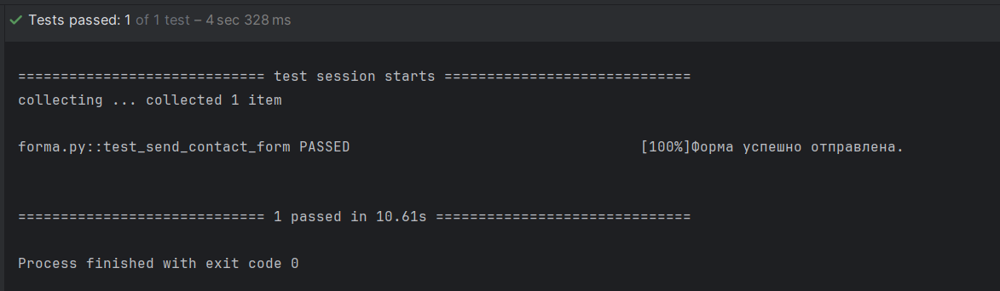 Tests passed: 1 of 1 test – 4 sec 328 ms
============================= test session starts =============================
collecting ... collected 1 item
forma.py::test_send_contact_form PASSED                                  [100%]Форма успешно отправлена.
============================= 1 passed in 10.61s ==============================
Process finished with exit code 0